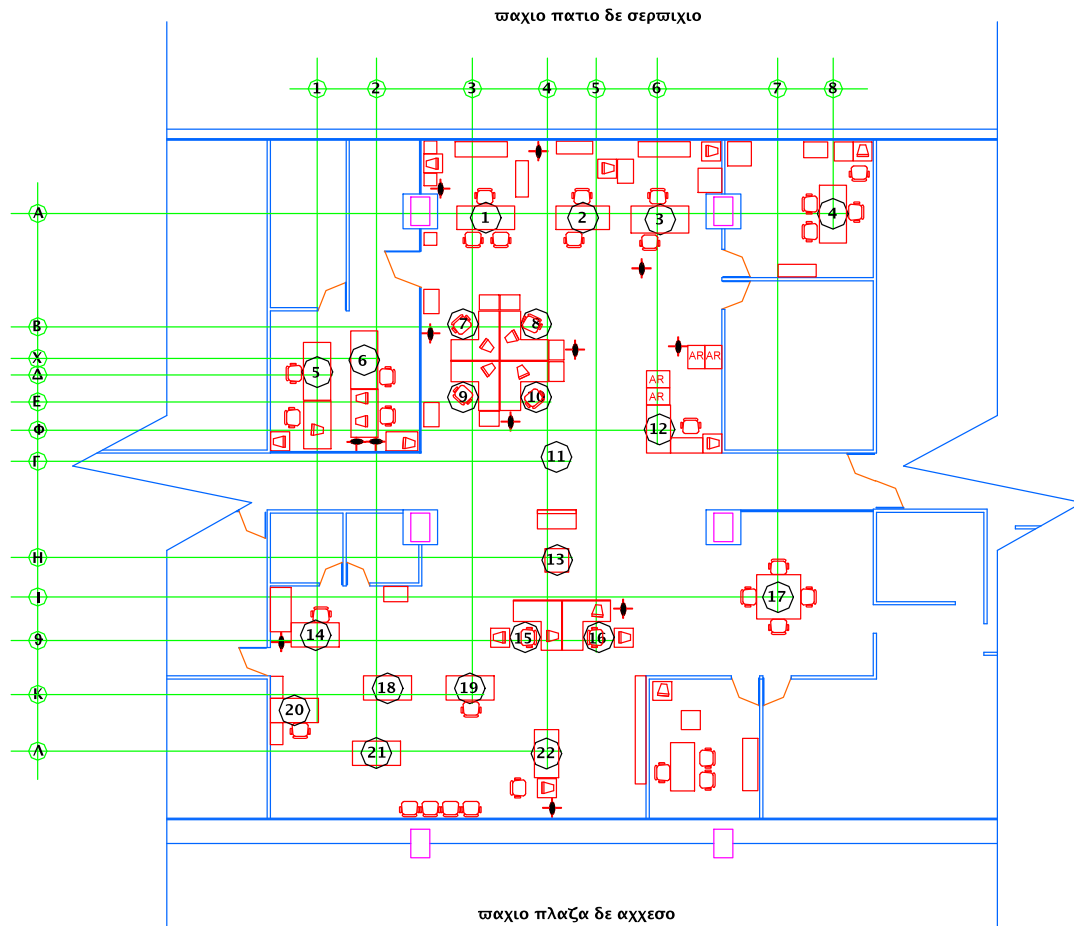 ϖαχιο πατιο δε σερϖιχιο
1 2 3 4 5 6 7 8
Α 1 2 3 4
Β 7 8
Χ 6 AR AR
Δ 5 AR
Ε 9 10 AR
Φ 12
Γ 11
Η 13
Ι 17
ϑ 14 15 16
Κ 18 19
20
Λ 21 22
ϖαχιο πλαζα δε αχχεσο